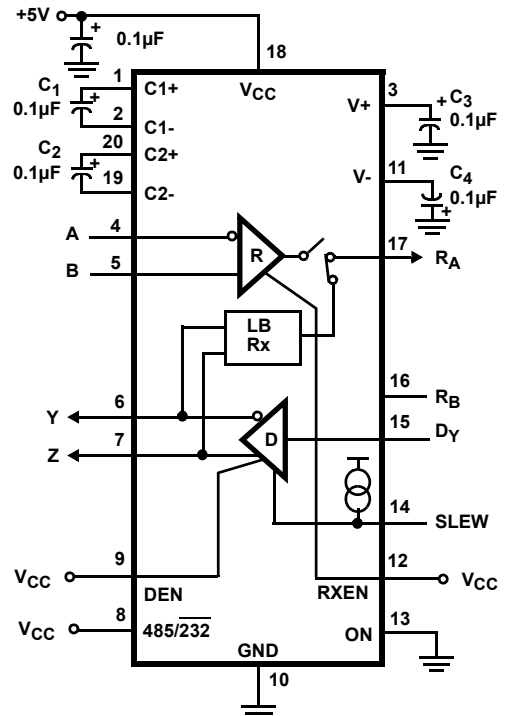 +5V
0.1µF
18
1
C1+
VCC
3
C1
0.1µF
V+
+ C3
0.1µF
2
C1-
20
C2+
C2
0.1µF
19
C2-
V-
11
C4
0.1µF
A
4
B
5
R
17
RA
LB
Rx
16
RB
Y
6
15
DY
Z
7
D
14
SLEW
VCC
9
DEN
12
RXEN
VCC
VCC
8
485/232
ON
13
GND
10